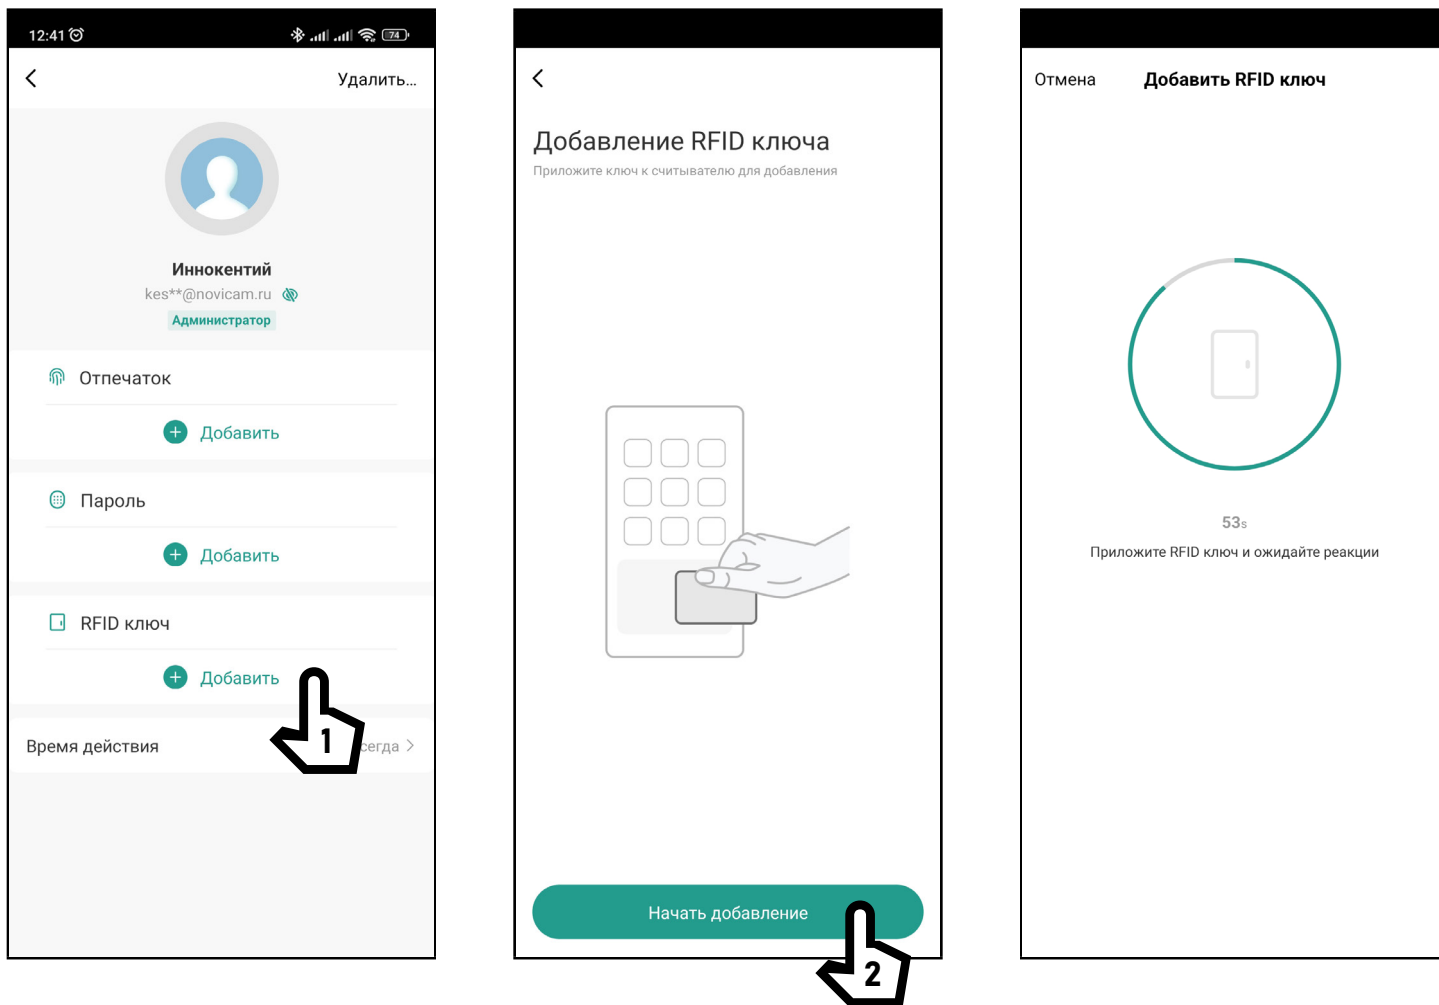 12:41
74
Удалить...
Иннокентий
kes**@novicam.ru
Администратор
Отпечаток
Добавить
Пароль
Добавить
RFID ключ
Добавить
1
Время действия
сегда
Добавление RFID ключа
Приложите ключ к считывателю для добавления
Начать добавление
2
Отмена
Добавить RFID ключ
53s
Приложите RFID ключ и ожидайте реакции